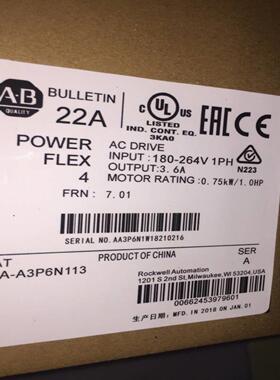 A·B
QUALITY
BULLETIN
22A
UL US
LISTED
IND. CONT. EQ.
3KA0
EAC CE
N223
POWER
FLEX
4
AC DRIVE
INPUT:180-264V 1PH
OUTPUT:3.6A
MOTOR RATING:0.75kW/1.0HP
FRN : 7.01
SERIAL NO.AA3P6N1W18210216
AT
PRODUCT OF CHINA
SER
A
A-A3P6N113
Rockwell Automation
1201 S 2nd St,Milwaukee,WI 53204,
USA
00662453979601
生产日期: MFD.IN 2018 ON JAN.01